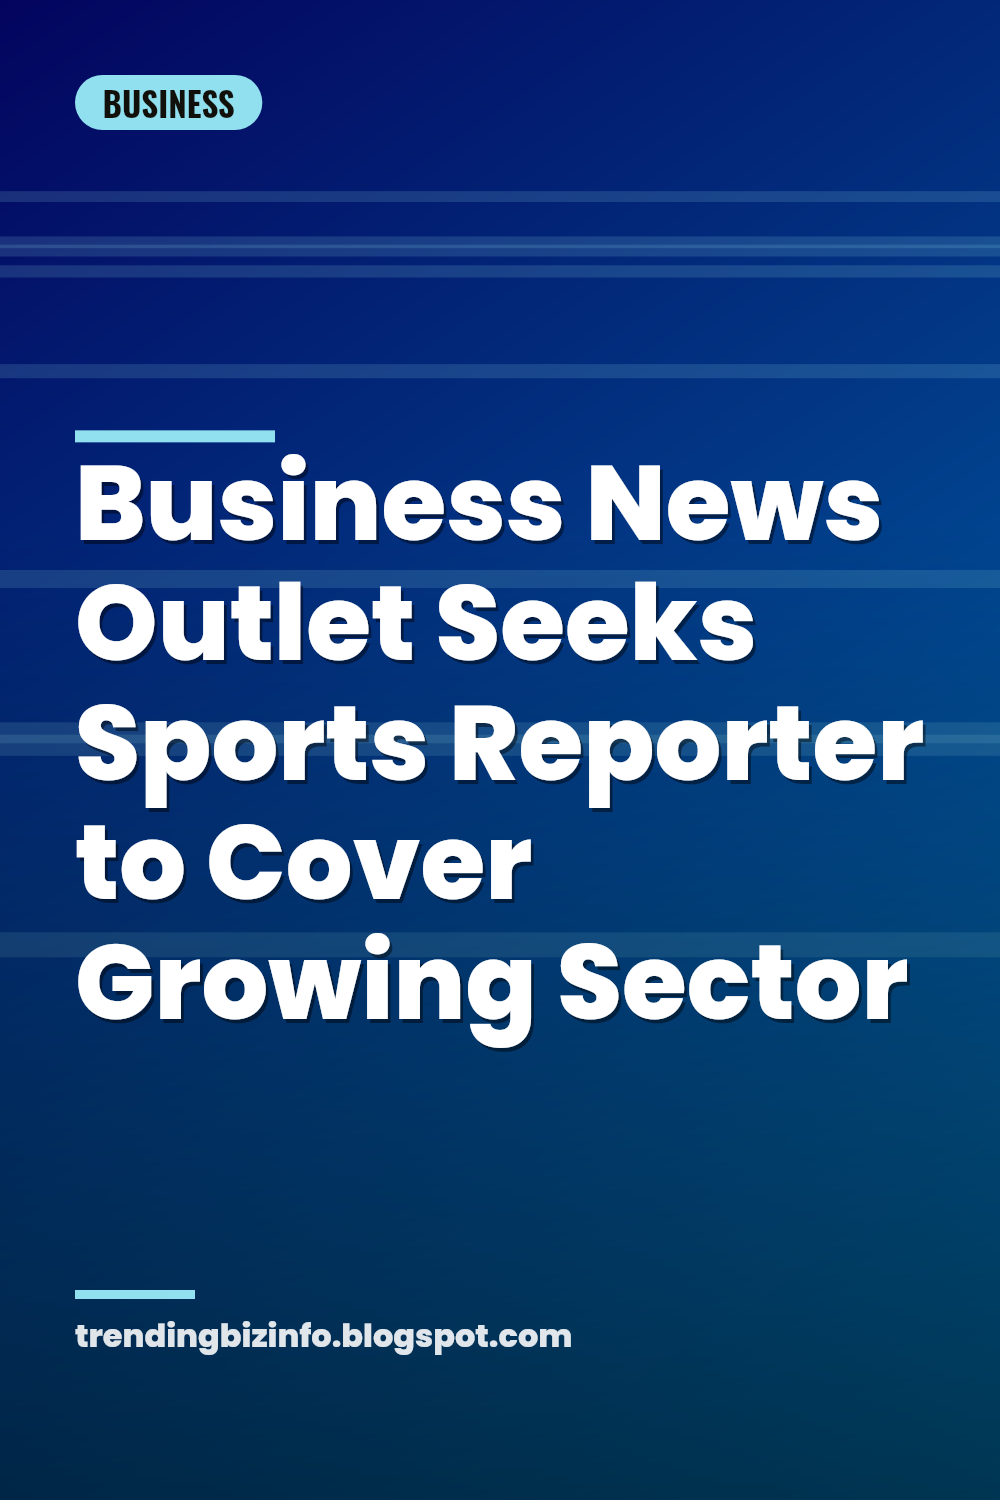 BUSINESS
Business News
Outlet Seeks
Sports Reporter
to Cover
Growing Sector
trendingbizinfo.blogspot.com